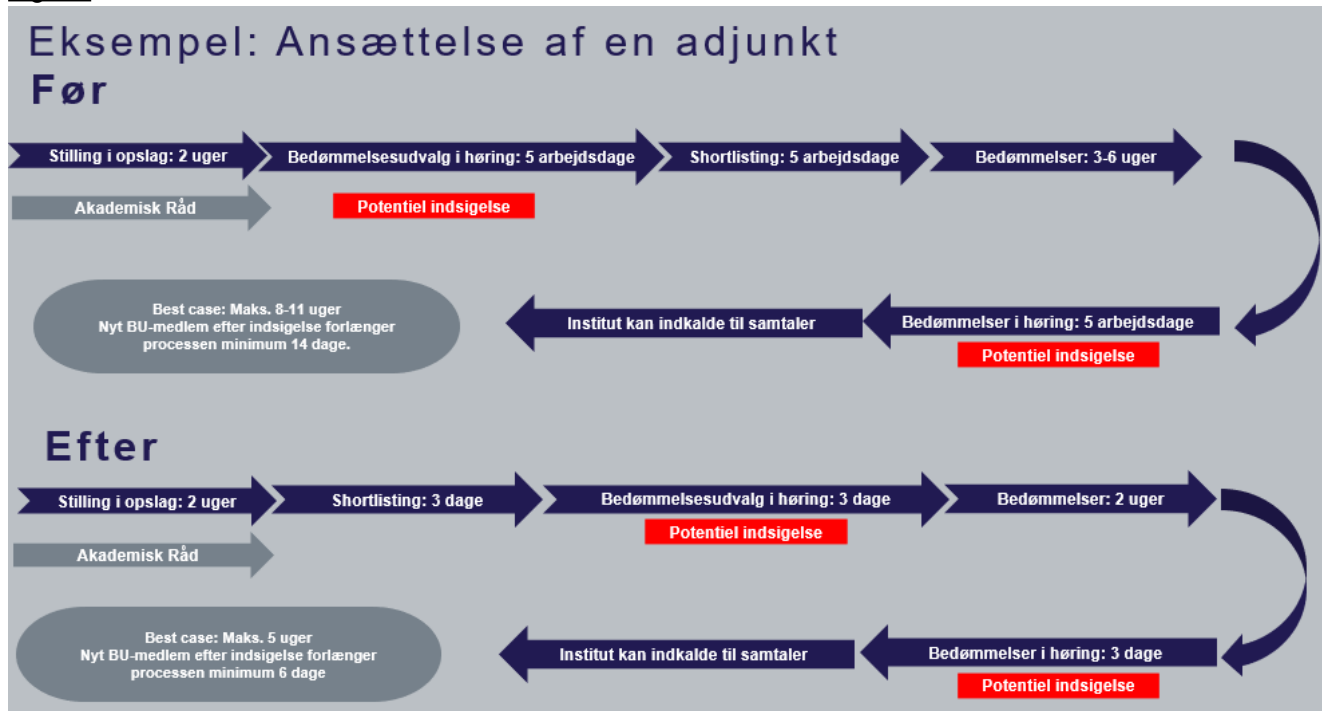 Eksempel: Ansættelse af en adjunkt
Før
Stilling i opslag: 2 uger
Bedømmelsesudvalg i høring: 5 arbejdsdage
Shortlisting: 5 arbejdsdage
Bedømmelser: 3-6 uger
Akademisk Råd
Potentiel indsigelse
Bedømmelser i høring: 5 arbejdsdage
Potentiel indsigelse
Institut kan indkalde til samtaler
Best case: Maks. 8-11 uger
Nyt BU-medlem efter indsigelse forlænger
processen minimum 14 dage.
Efter
Stilling i opslag: 2 uger
Shortlisting: 3 dage
Bedømmelsesudvalg i høring: 3 dage
Bedømmelser: 2 uger
Potentiel indsigelse
Akademisk Råd
Bedømmelser i høring: 3 dage
Potentiel indsigelse
Institut kan indkalde til samtaler
Best case: Maks. 5 uger
Nyt BU-medlem efter indsigelse forlænger
processen minimum 6 dage